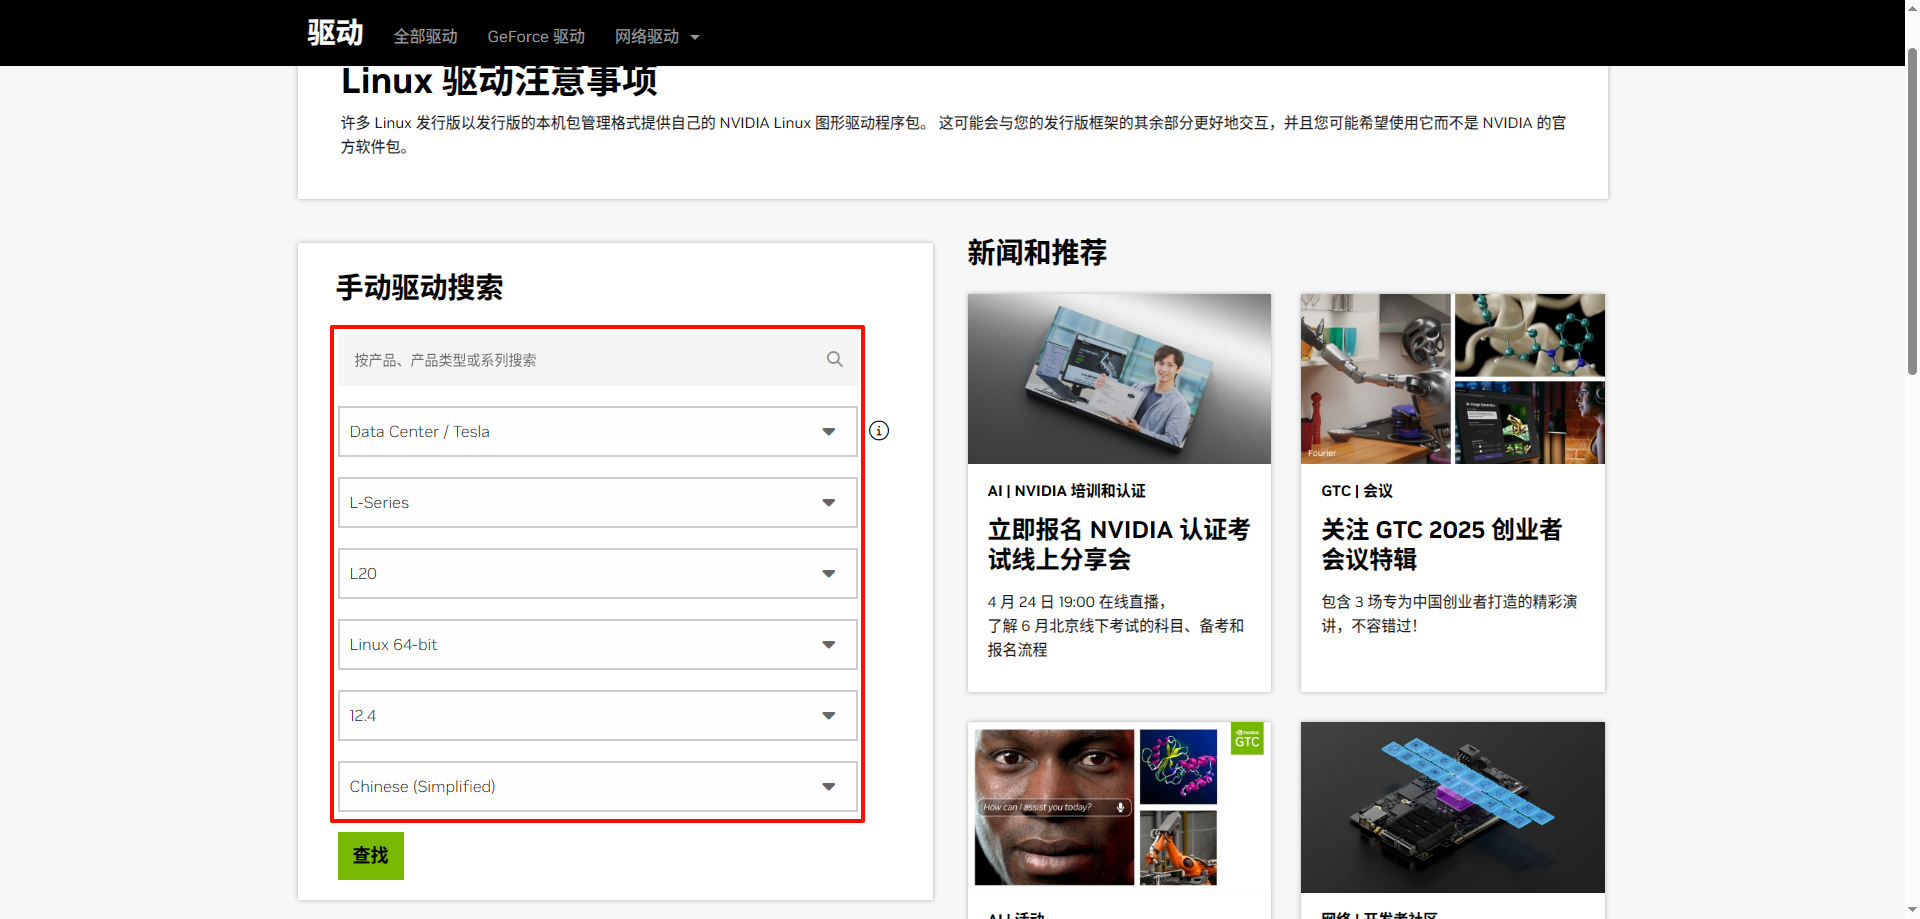 驱动
全部驱动
GeForce 驱动
网络驱动
Linux 驱动注意事项
许多 Linux 发行版以发行版的本机包管理格式提供自己的 NVIDIA Linux 图形驱动程序包。 这可能会与您的发行版框架的其余部分更好地交互，并且您可能希望使用它而不是 NVIDIA 的官
方软件包。
手动驱动搜索
按产品、产品类型或系列搜索
Data Center / Tesla
L-Series
L20
Linux 64-bit
12.4
Chinese (Simplified)
查找
新闻和推荐
AI | NVIDIA 培训和认证
立即报名 NVIDIA 认证考
试线上分享会
4 月 24 日 19:00 在线直播，
了解 6 月北京线下考试的科目、备考和
报名流程
Fourier
GTC | 会议
关注 GTC 2025 创业者
会议特辑
包含 3 场专为中国创业者打造的精彩演
讲，不容错过！
GTC
How can I assist you today?
AI | 活动
网络 | 开发者社区